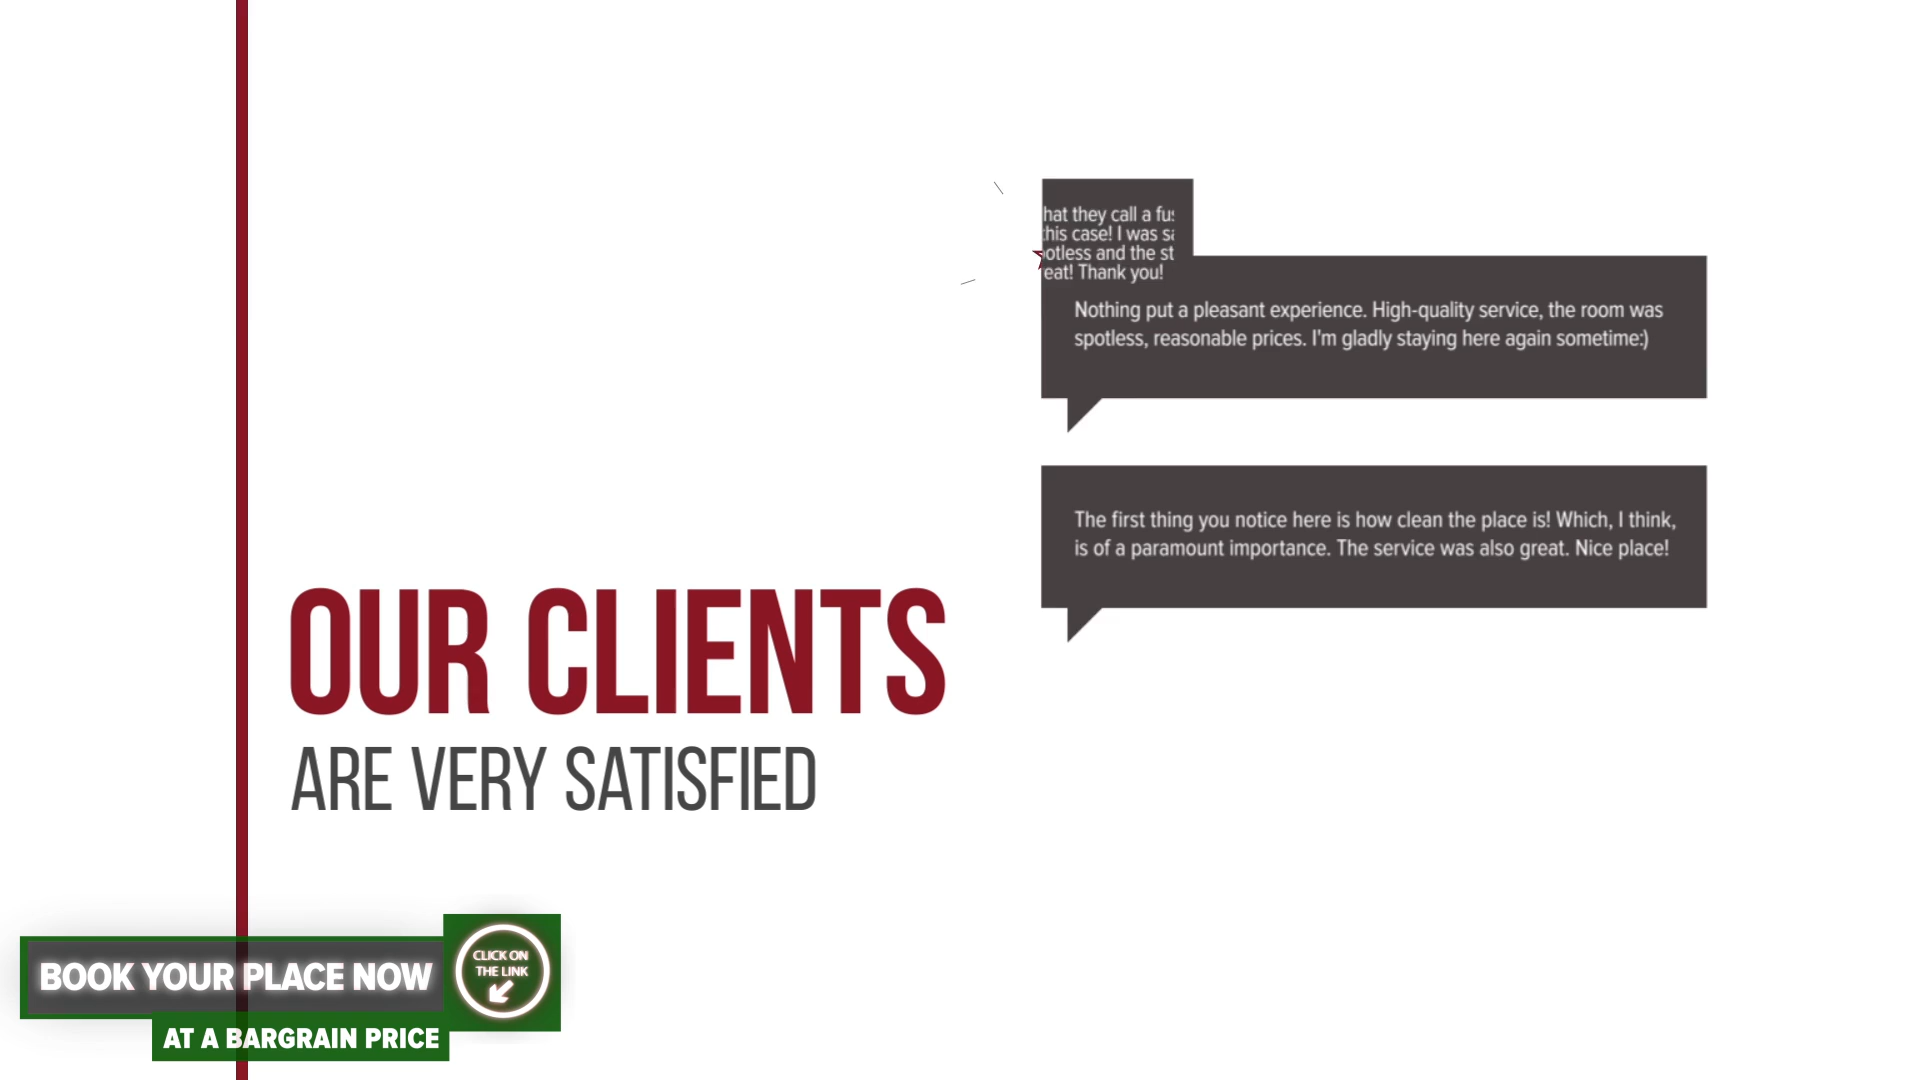 hat they call a fus
this case! I was sa
otless and the st
eat! Thank you!
Nothing put a pleasant experience. High-quality service, the room was
spotless, reasonable prices. I'm gladly staying here again sometime:)
The first thing you notice here is how clean the place is! Which, I think,
is of a paramount importance. The service was also great. Nice place!
OUR CLIENTS
ARE VERY SATISFIED
BOOK YOUR PLACE NOW
CLICK ON
THE LINK
AT A BARGRAIN PRICE